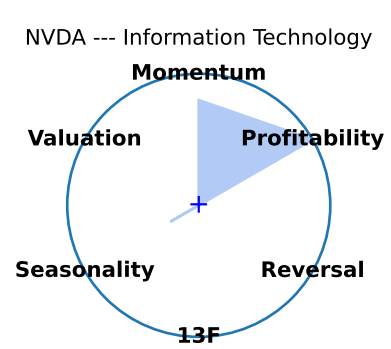 NVDA --- Information Technology
Momentum
Valuation
Profitability
Seasonality
Reversal
13F